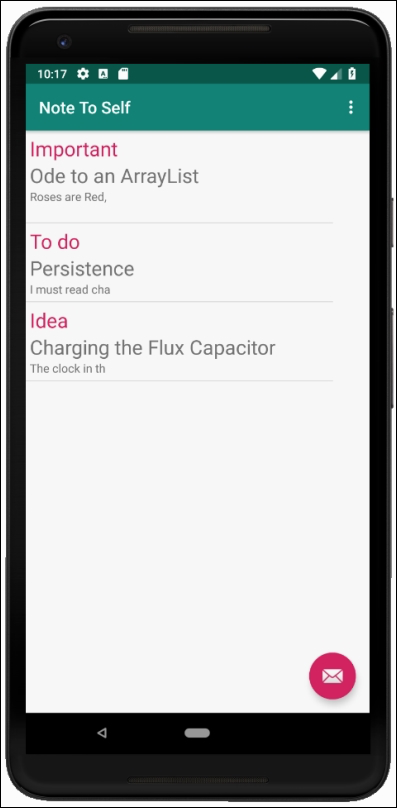 10:17
Note To Self
Important
Ode to an ArrayList
Roses are Red,
To do
Persistence
I must read cha
Idea
Charging the Flux Capacitor
The clock in th